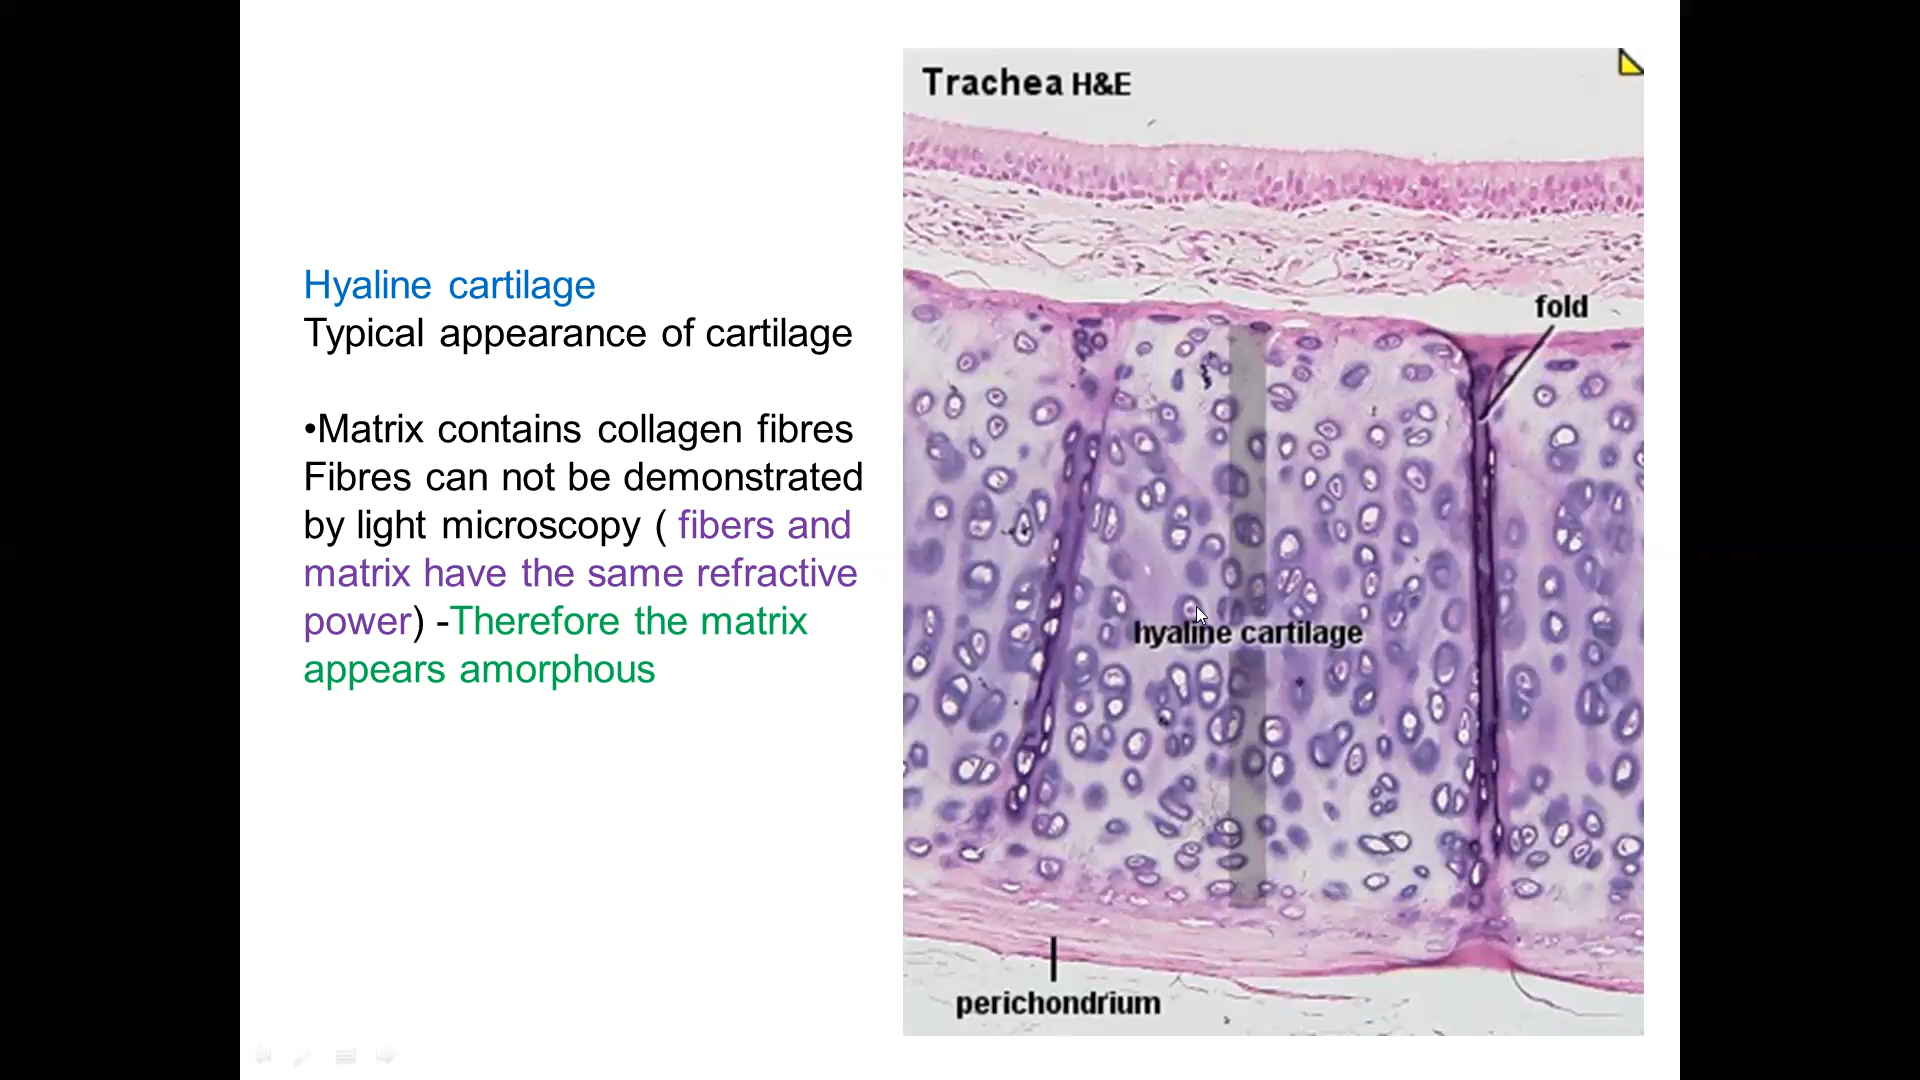 Hyaline cartilage
Typical appearance of cartilage
•Matrix contains collagen fibres
Fibres can not be demonstrated
by light microscopy ( fibers and
matrix have the same refractive
power) -Therefore the matrix
appears amorphous
Trachea H&E
fold
hyaline cartilage
perichondrium